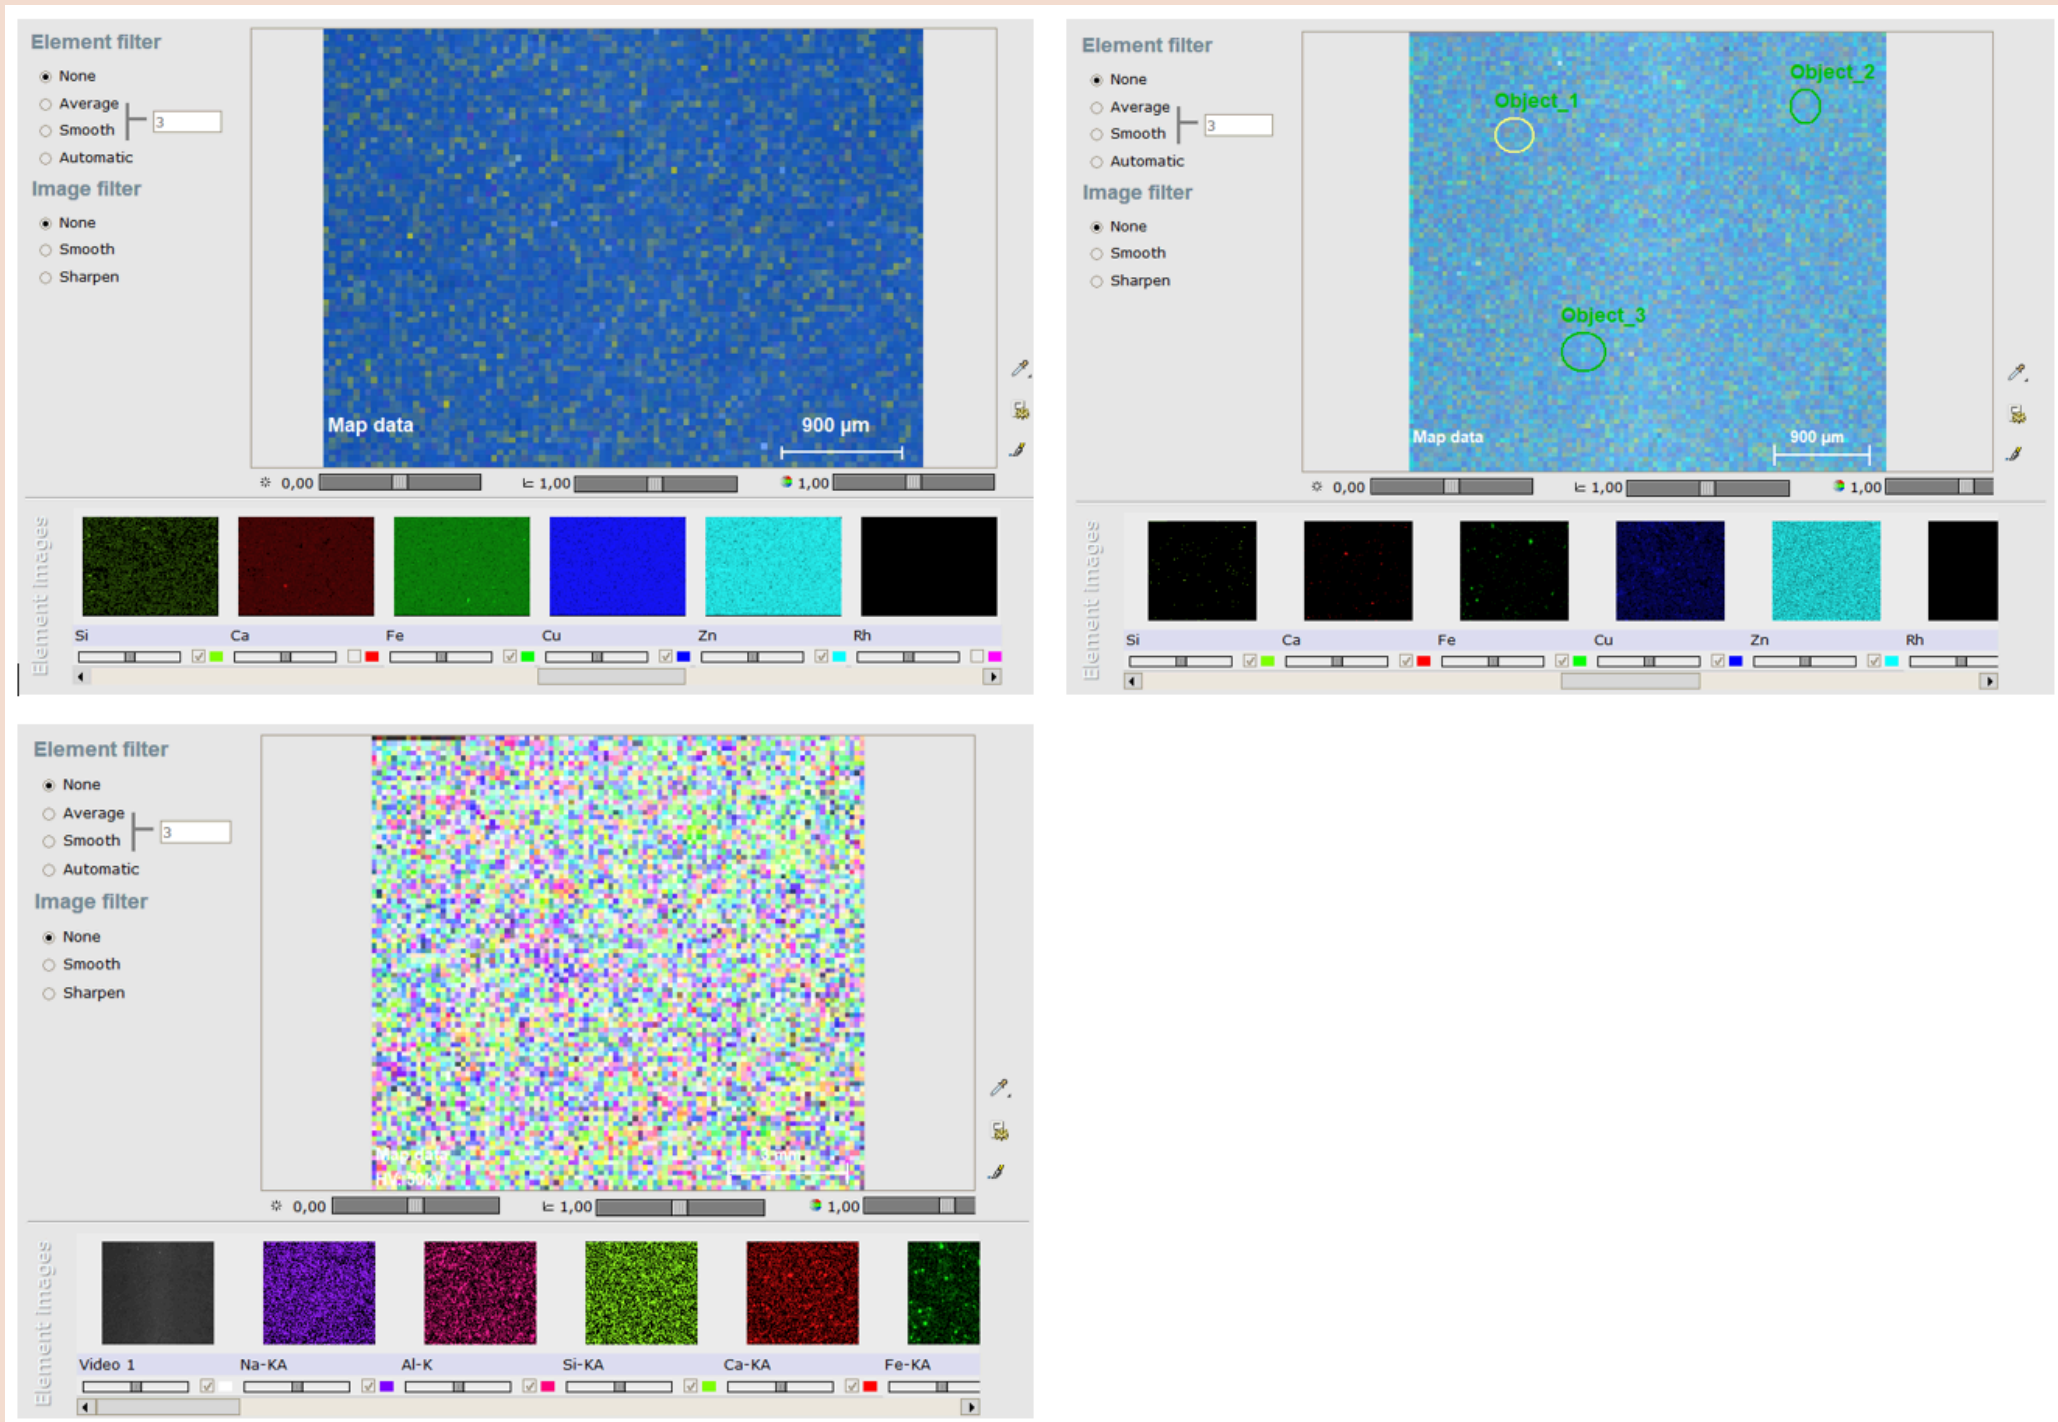 Element filter
None
Average
Smooth
3
Automatic
Image filter
None
Smooth
Sharpen
Map data
900 µm
0,00
1,00
1,00
Element images
Si Ca Fe Cu Zn Rh
Element filter
None
Average
Smooth
3
Automatic
Image filter
None
Smooth
Sharpen
Object_1
Object_2
Object_3
Map data
900 µm
0,00
1,00
1,00
Element images
Si Ca Fe Cu Zn Rh
Element filter
None
Average
Smooth
3
Automatic
Image filter
None
Smooth
Sharpen
Map data
0,00
1,00
1,00
Element images
Video 1 Na-KA Al-K Si-KA Ca-KA Fe-KA